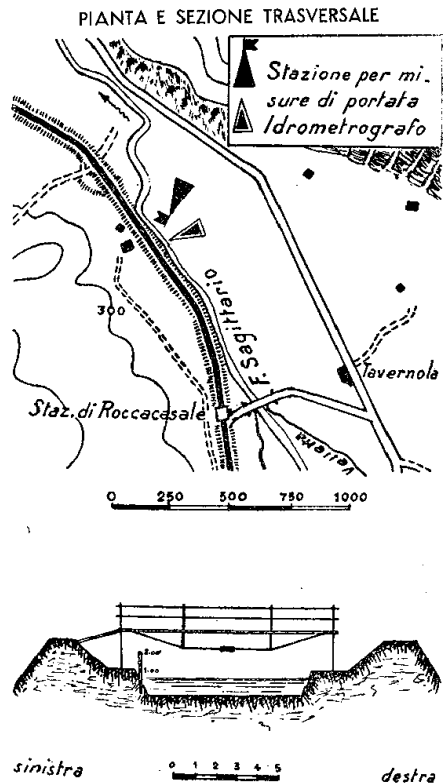 PIANTA E SEZIONE TRASVERSALE
Stazione per mi-
sure di portata
Idrometrografo
300
F. Sagittario
Tavernola
Staz. di Roccacasale
Vellella
0 250 500 750 1000
2.00
1.00
sinistra
0 1 2 3 4 5
destra